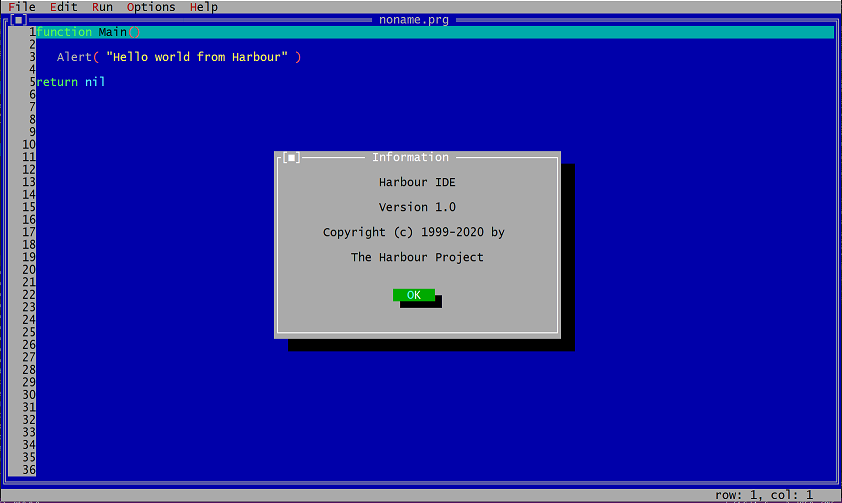 File Edit Run Options Help
[■] noname.prg
1 function Main()
2
3 Alert( "Hello world from Harbour" )
4
5 return nil
6
7
8
9
10
11
12
13
14
15
16
17
18
19
20
21
22
23
24
25
26
27
28
29
30
31
32
33
34
35
36
[■] Information
Harbour IDE
Version 1.0
Copyright (c) 1999-2020 by
The Harbour Project
OK
row: 1, col: 1